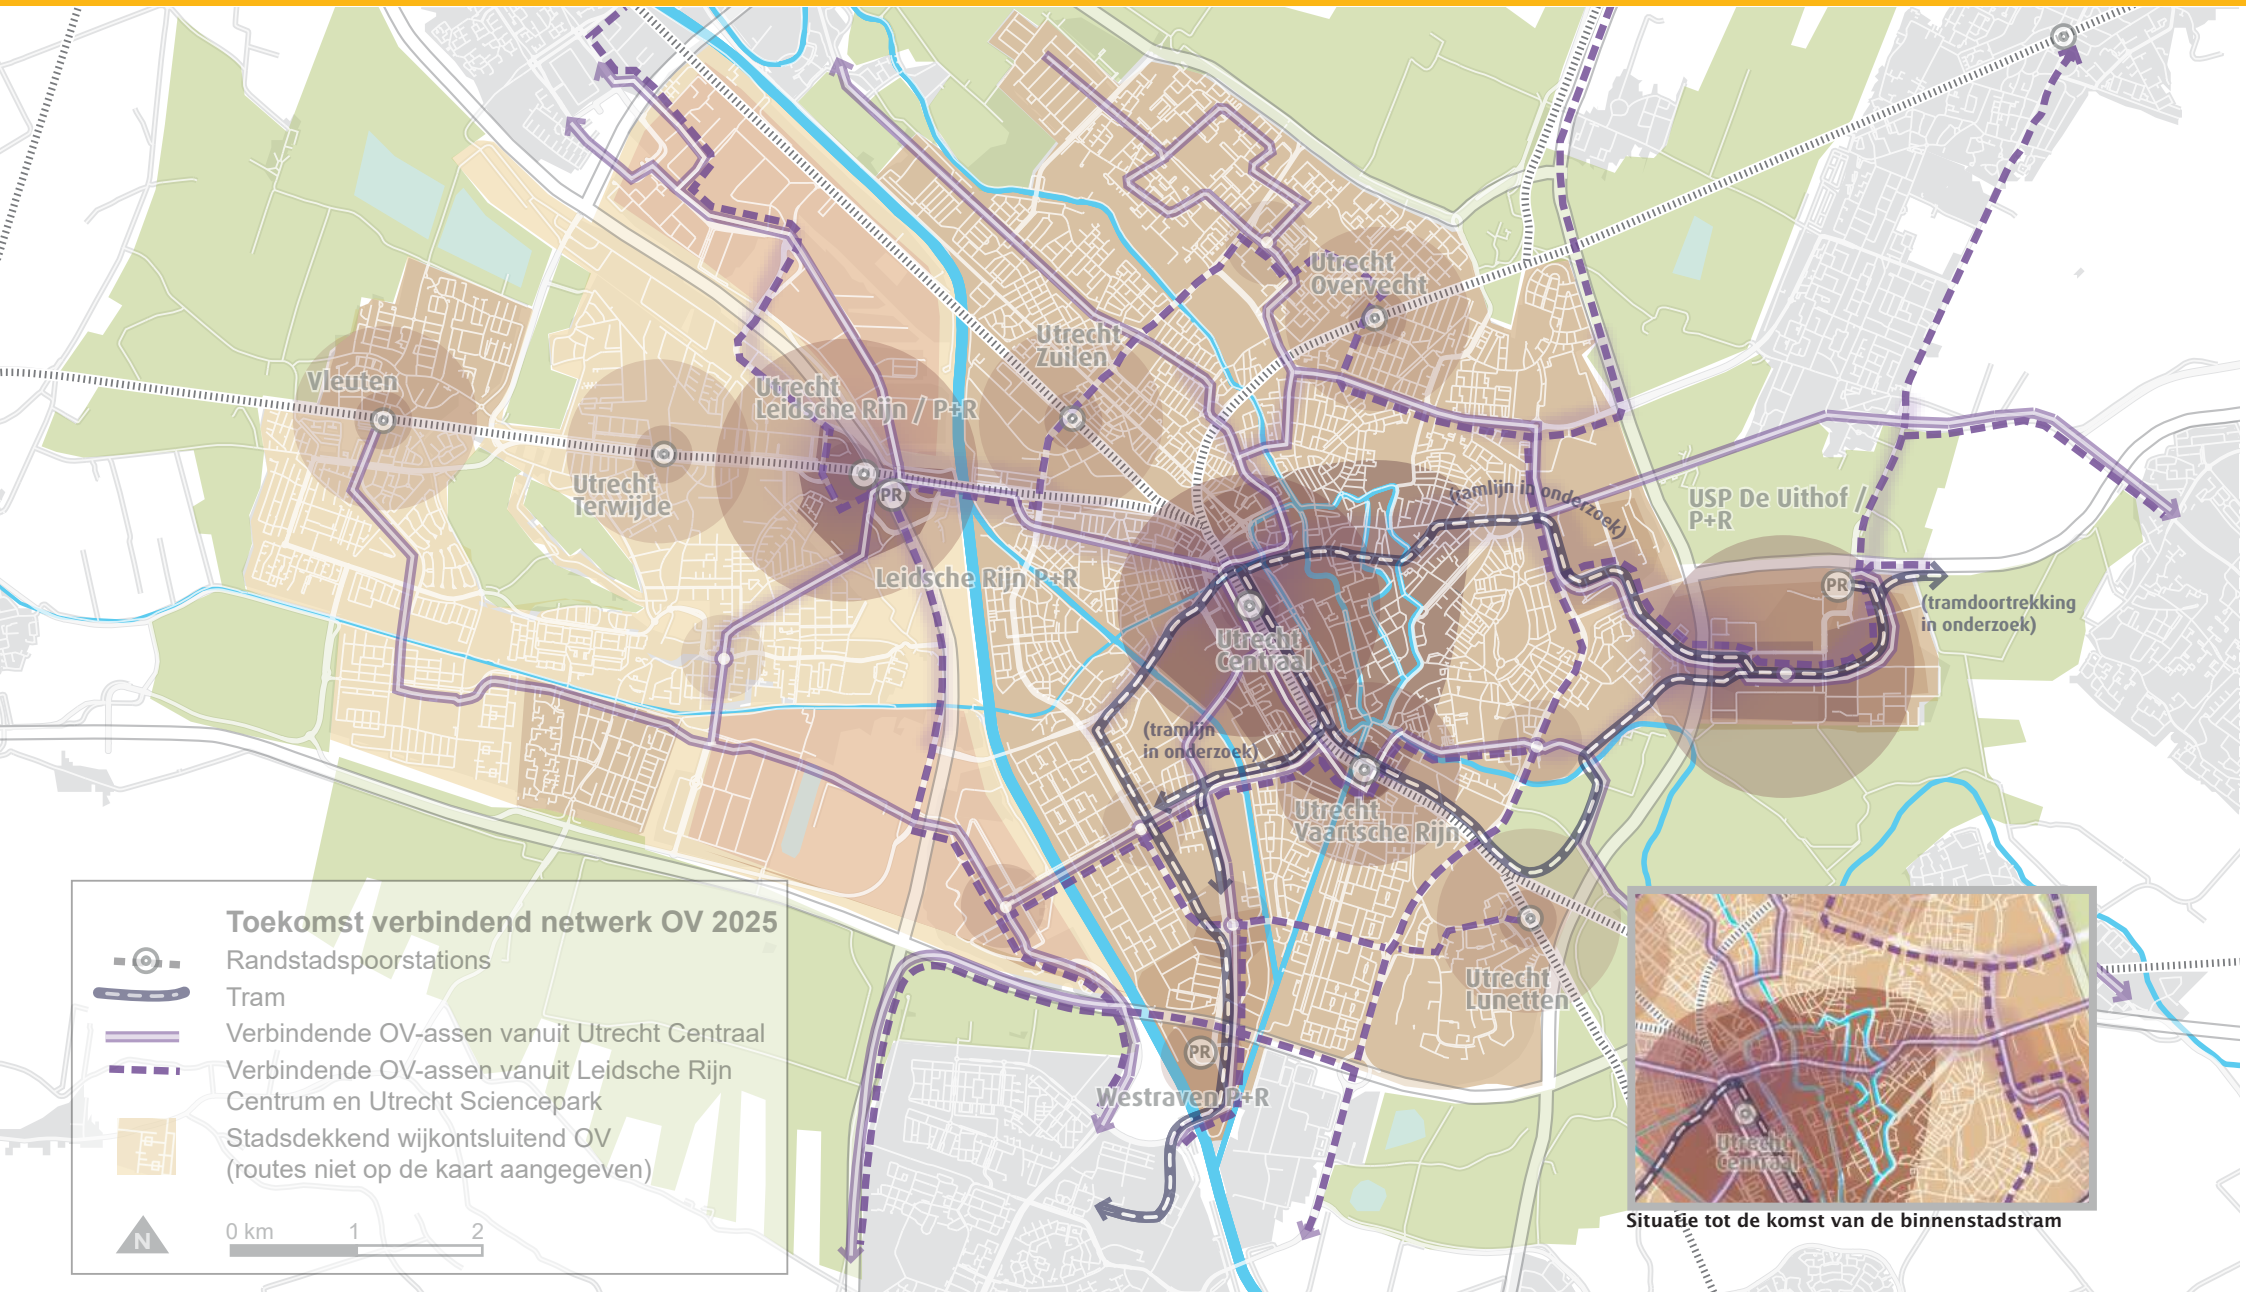 Utrecht
Overvecht
Utrecht
Zuilen
Vleuten
Utrecht
Leidsche Rijn / P+R
Utrecht
Terwijde
PR
(tramlijn in onderzoek)
USP De Uithof /
P+R
Leidsche Rijn P+R
PR
(tramdoortrekking
in onderzoek)
Utrecht
Centraal
(tramlijn
in onderzoek)
Utrecht
Vaartsche Rijn
Utrecht
Lunetten
PR
Westraven P+R
Toekomst verbindend netwerk OV 2025
Randstadspoorstations
Tram
Verbindende OV-assen vanuit Utrecht Centraal
Verbindende OV-assen vanuit Leidsche Rijn
Centrum en Utrecht Sciencepark
Stadsdekkend wijkontsluitend OV
(routes niet op de kaart aangegeven)
N
0 km 1 2
Utrecht
Centraal
Situatie tot de komst van de binnenstadstram